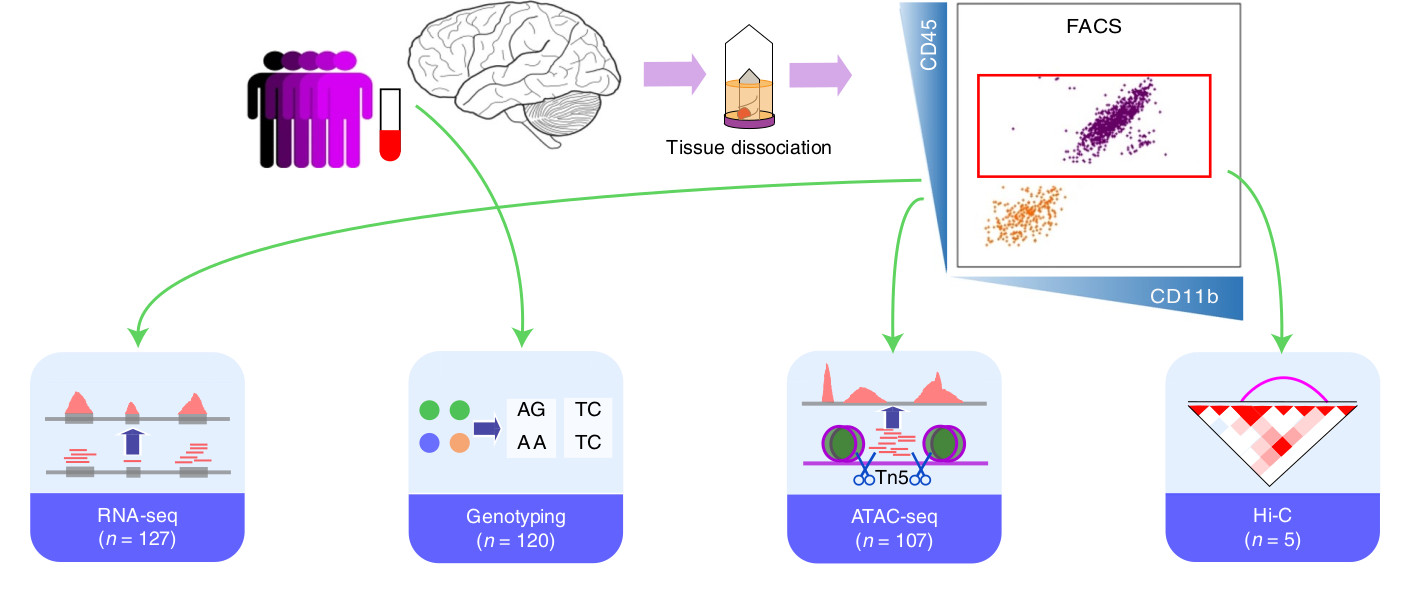 CD45
FACS
Tissue dissociation
CD11b
AG TC
AA TC
Tn5
RNA-seq
(n = 127)
Genotyping
(n = 120)
ATAC-seq
(n = 107)
Hi-C
(n = 5)